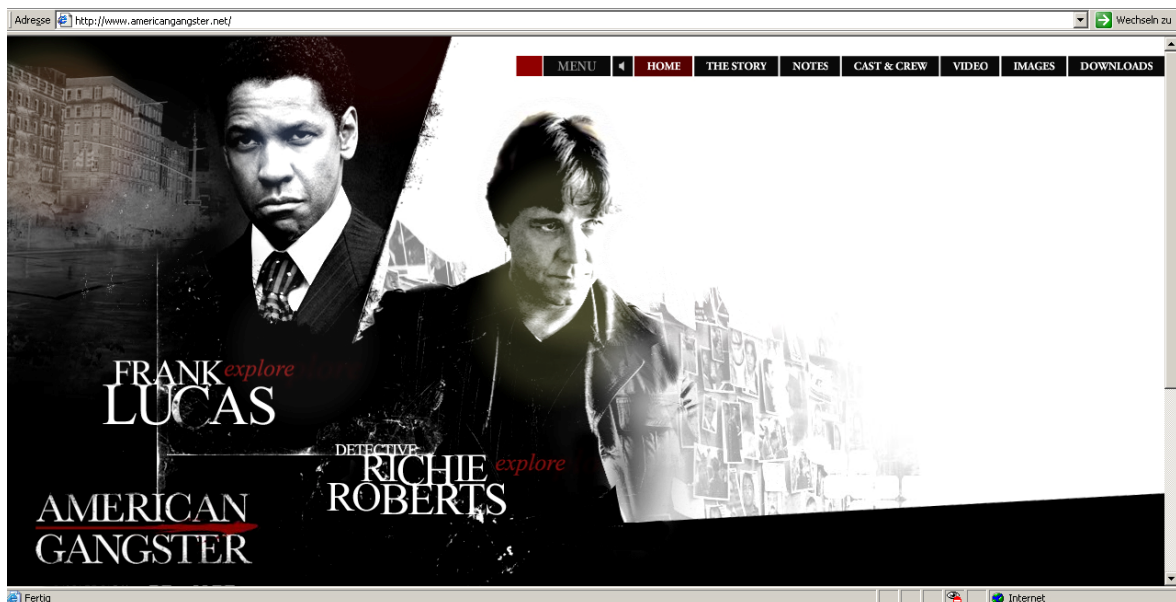 Adresse http://www.americangangster.net/ Wechseln zu
MENU HOME THE STORY NOTES CAST & CREW VIDEO IMAGES DOWNLOADS
FRANK explore
LUCAS
DETECTIVE
RICHIE explore
ROBERTS
AMERICAN
GANGSTER
Fertig Internet